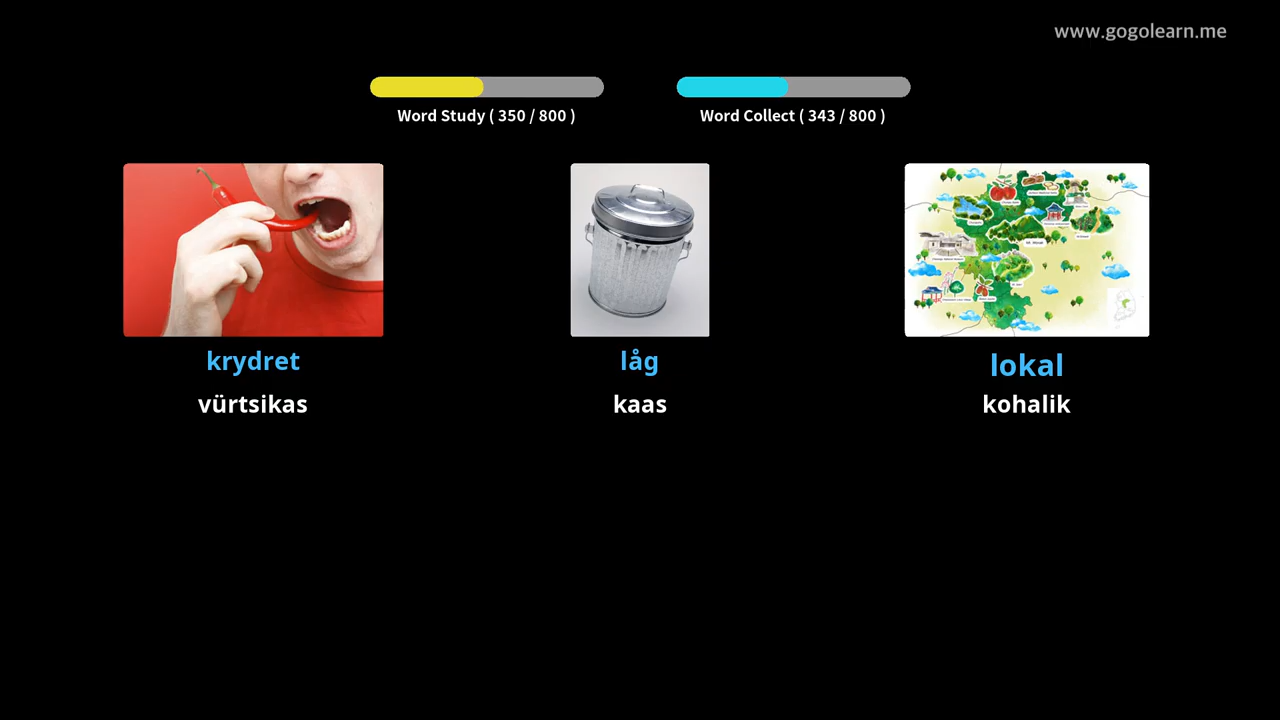 www.gogolearn.me
Word Study ( 350 / 800 )
Word Collect ( 343 / 800 )
krydret
låg
lokal
vürtsikas
kaas
kohalik